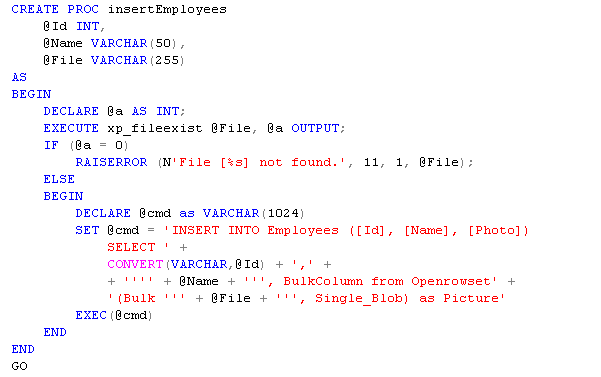 CREATE PROC insertEmployees
    @Id INT,
    @Name VARCHAR(50),
    @File VARCHAR(255)
AS
BEGIN
    DECLARE @a AS INT;
    EXECUTE xp_fileexist @File, @a OUTPUT;
    IF (@a = 0)
        RAISERROR (N'File [%s] not found.', 11, 1, @File);
    ELSE
    BEGIN
        DECLARE @cmd as VARCHAR(1024)
        SET @cmd = 'INSERT INTO Employees ([Id], [Name], [Photo])
            SELECT ' +
            CONVERT(VARCHAR,@Id) + ',' +
            + '''' + @Name + ''', BulkColumn from Openrowset' +
            '(Bulk ''' + @File + ''', Single_Blob) as Picture'
        EXEC(@cmd)
    END
END
GO